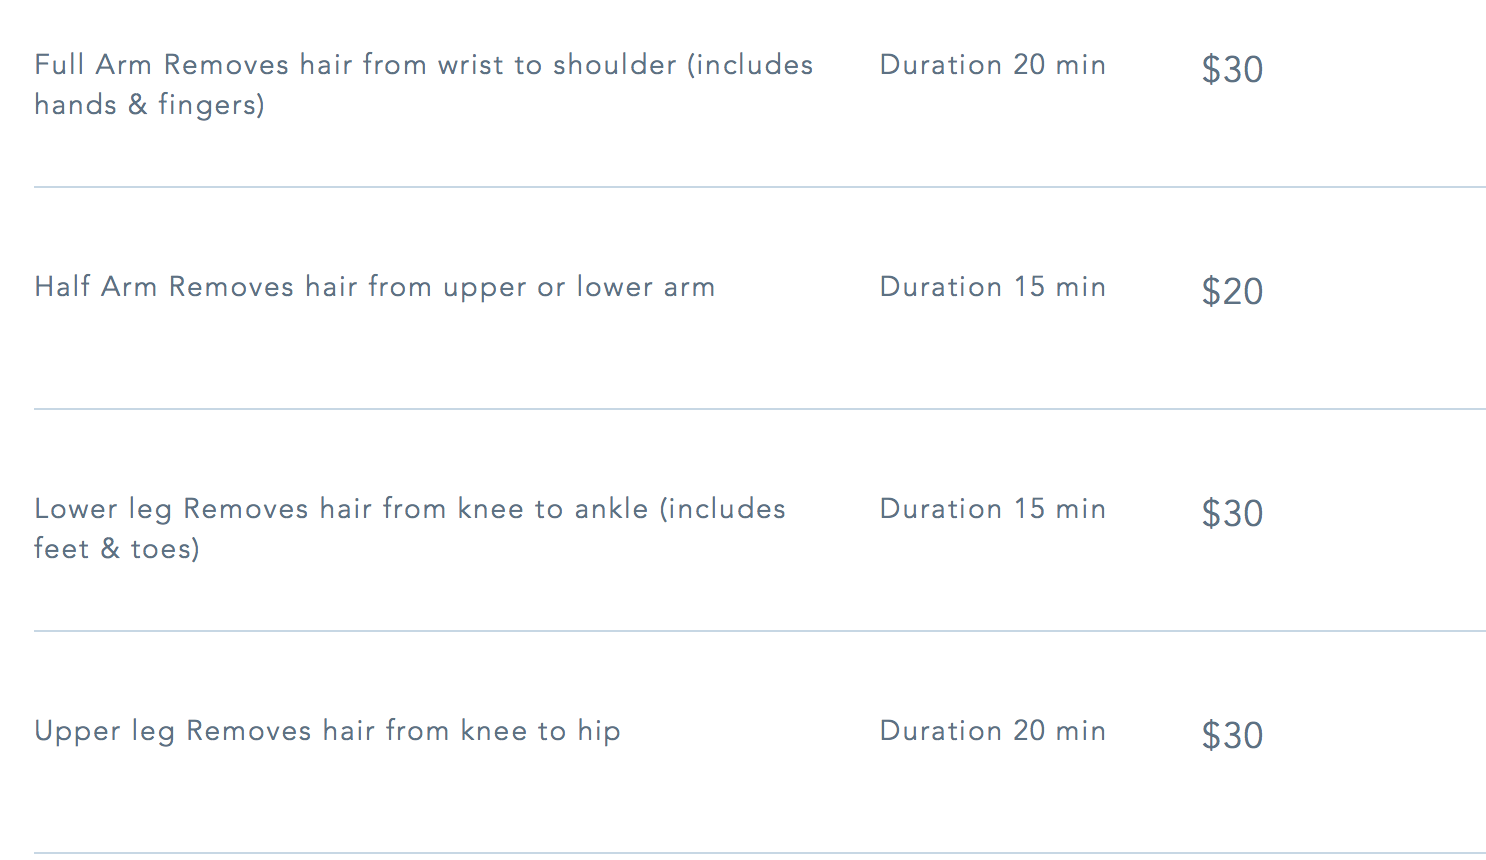 Full Arm Removes hair from wrist to shoulder (includes hands & fingers)
Duration 20 min
$30
Half Arm Removes hair from upper or lower arm
Duration 15 min
$20
Lower leg Removes hair from knee to ankle (includes feet & toes)
Duration 15 min
$30
Upper leg Removes hair from knee to hip
Duration 20 min
$30